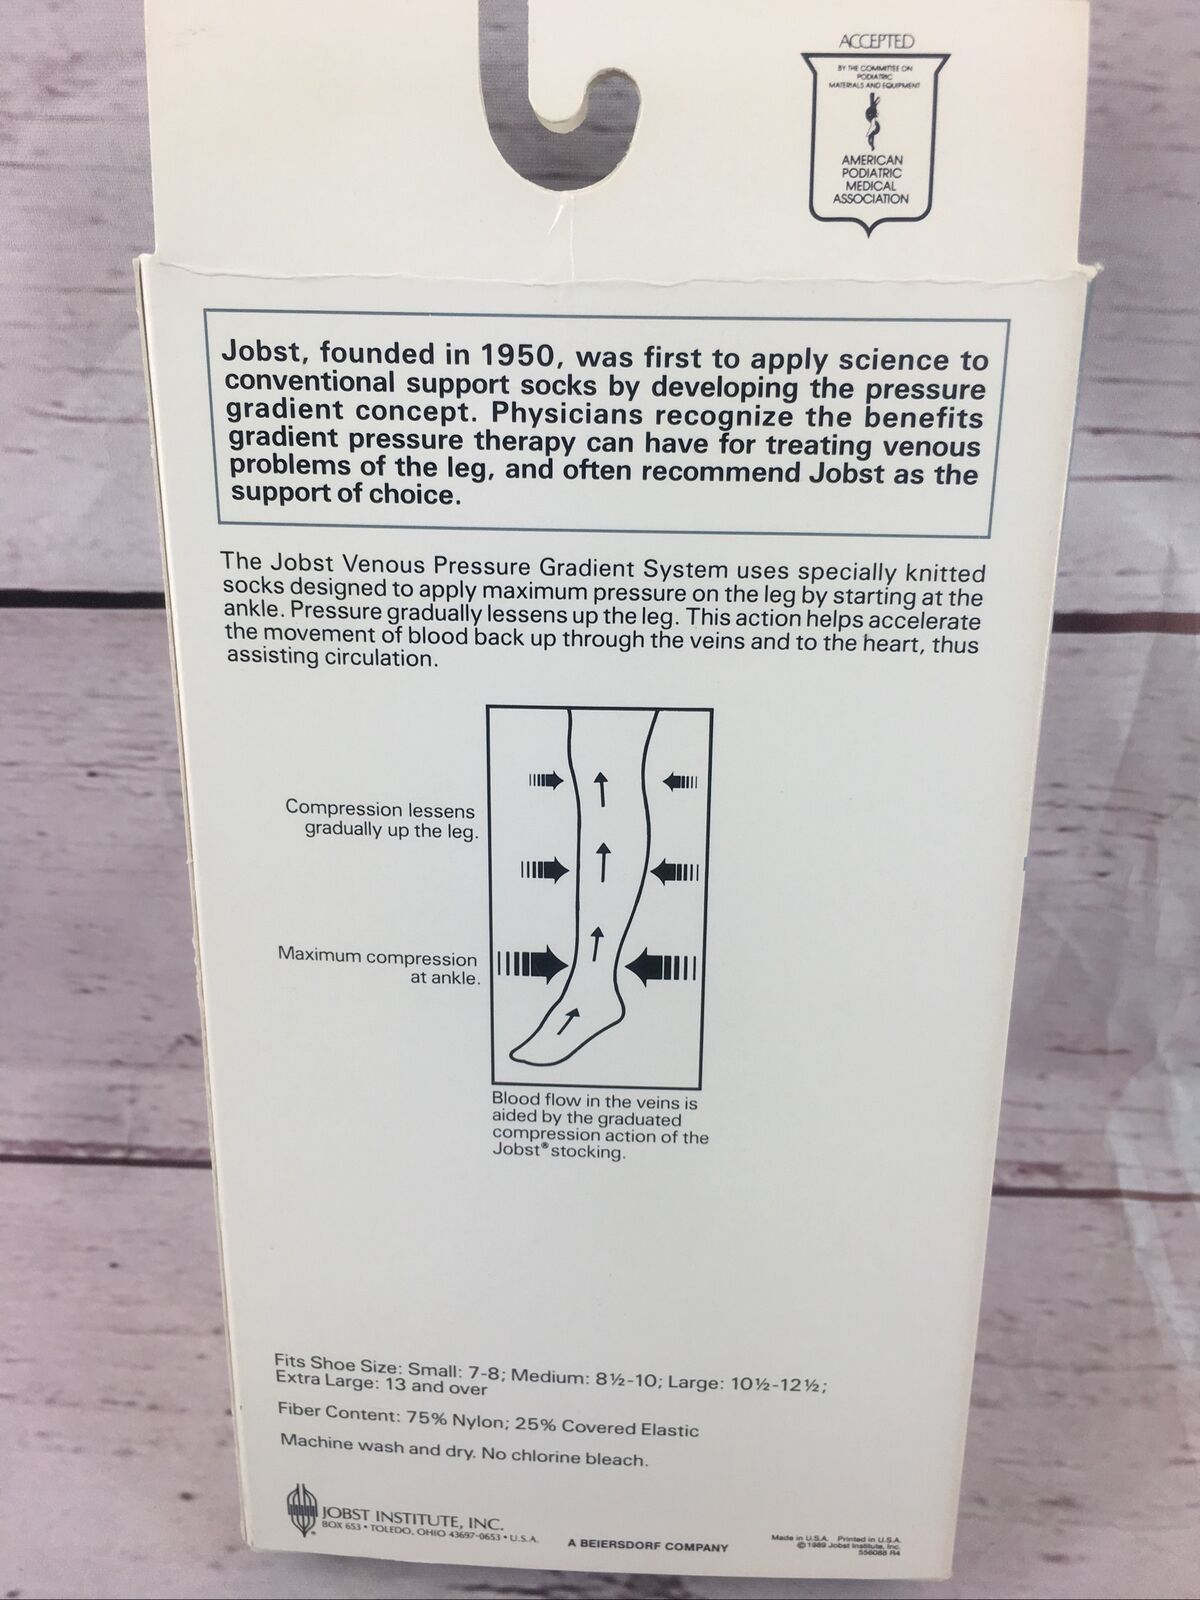 ACCEPTED
BY THE COMMITTEE ON
PODIATRIC
MATERIALS AND EQUIPMENT
AMERICAN
PODIATRIC
MEDICAL
ASSOCIATION
Jobst, founded in 1950, was first to apply science to
conventional support socks by developing the pressure
gradient concept. Physicians recognize the benefits
gradient pressure therapy can have for treating venous
problems of the leg, and often recommend Jobst as the
support of choice.
The Jobst Venous Pressure Gradient System uses specially knitted
socks designed to apply maximum pressure on the leg by starting at the
ankle. Pressure gradually lessens up the leg. This action helps accelerate
the movement of blood back up through the veins and to the heart, thus
assisting circulation.
Compression lessens
gradually up the leg.
Maximum compression
at ankle.
Blood flow in the veins is
aided by the graduated
compression action of the
Jobst® stocking.
Fits Shoe Size: Small: 7-8; Medium: 8½-10; Large: 10½-12½;
Extra Large: 13 and over
Fiber Content: 75% Nylon; 25% Covered Elastic
Machine wash and dry. No chlorine bleach.
JOBST INSTITUTE, INC.
BOX 653 • TOLEDO, OHIO 43697-0653 • U.S.A.
A BEIERSDORF COMPANY
Made in U.S.A. Printed in U.S.A.
©1989 Jobst Institute, Inc.
556088 R4